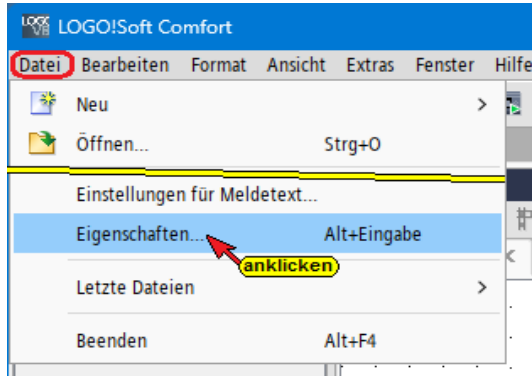 LOGO!Soft Comfort
Datei Bearbeiten Format Ansicht Extras Fenster Hilfe
Neu
Öffnen... Strg+O
Einstellungen für Meldetext...
Eigenschaften... Alt+Eingabe
anklicken
Letzte Dateien
Beenden Alt+F4